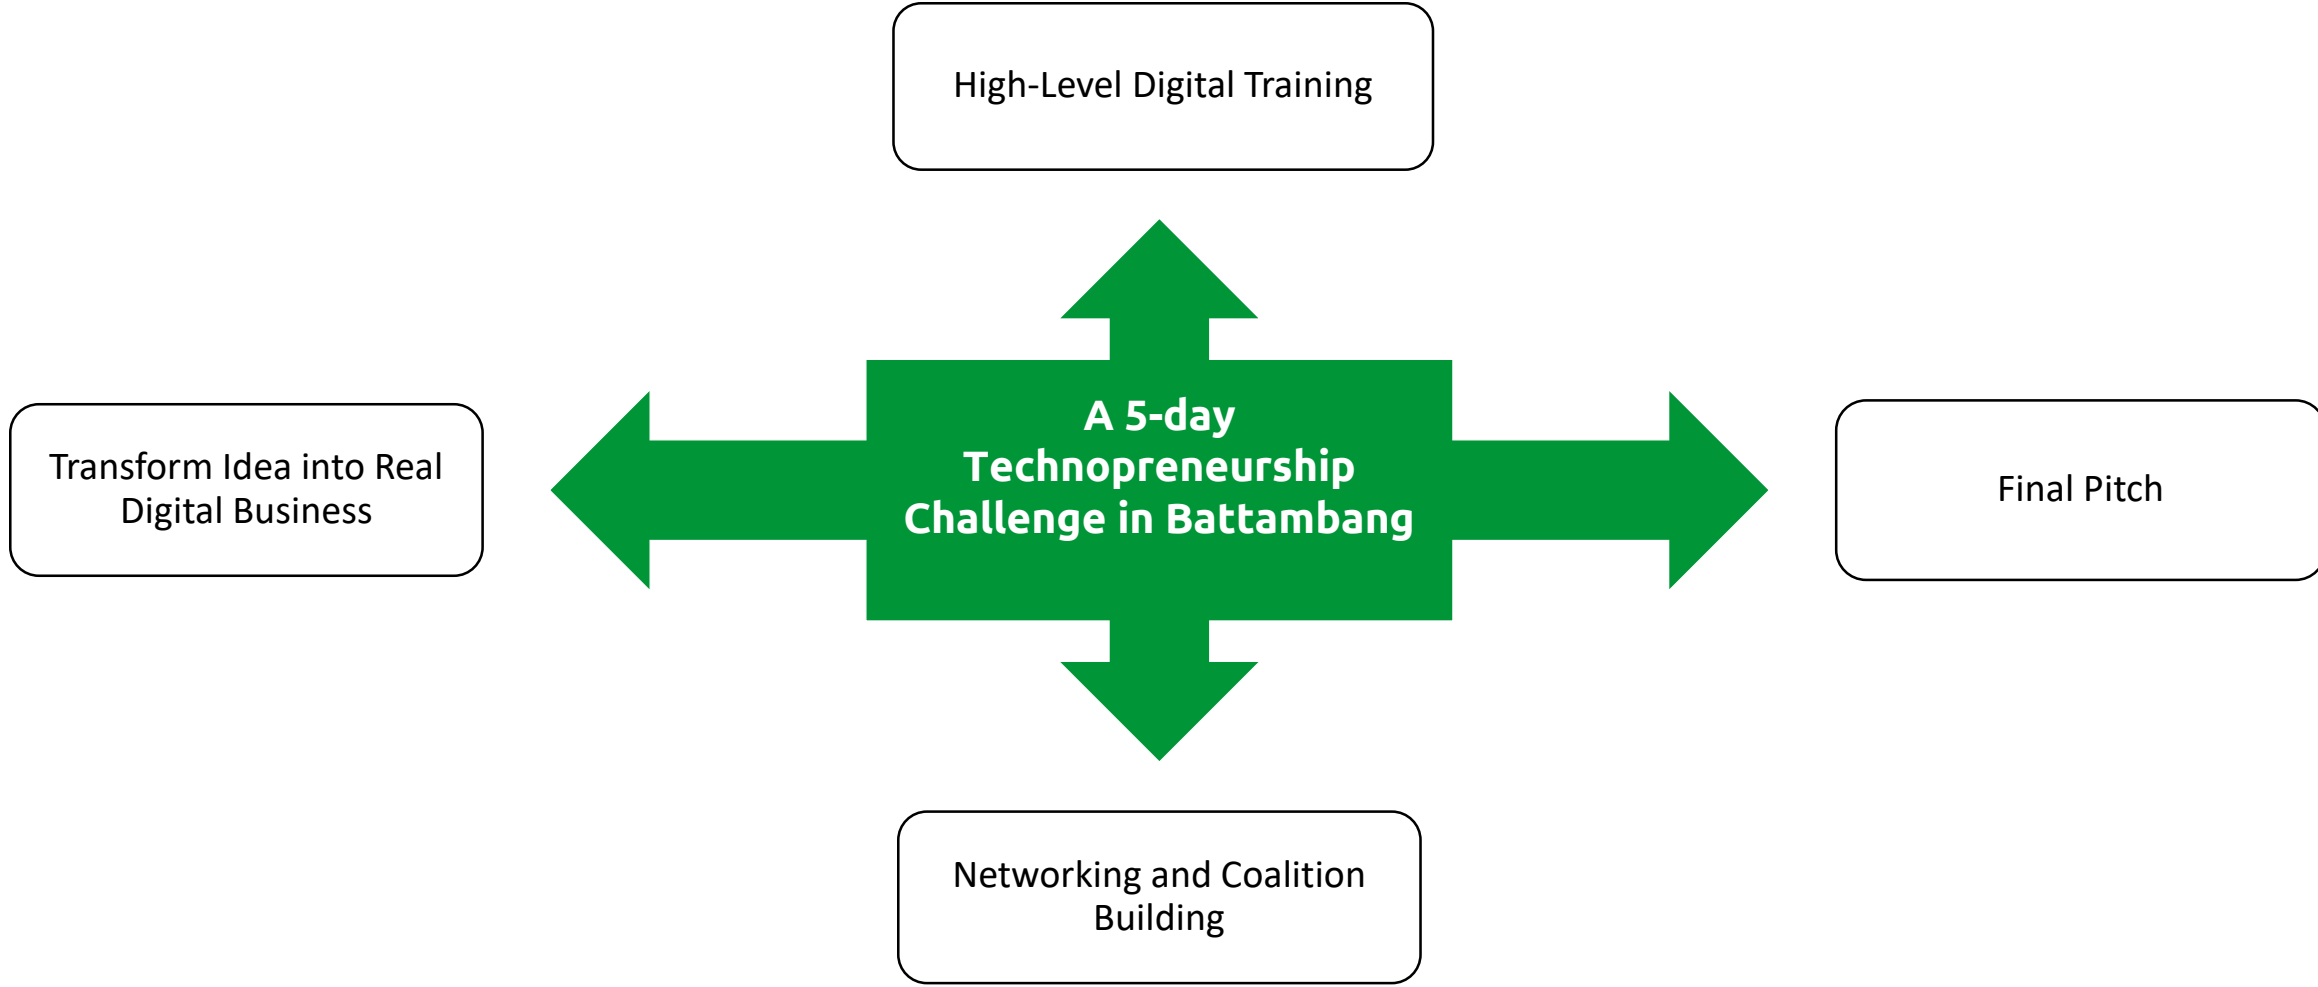 High-Level Digital Training
A 5-day
Technopreneurship
Challenge in Battambang
Transform Idea into Real
Digital Business
Final Pitch
Networking and Coalition
Building